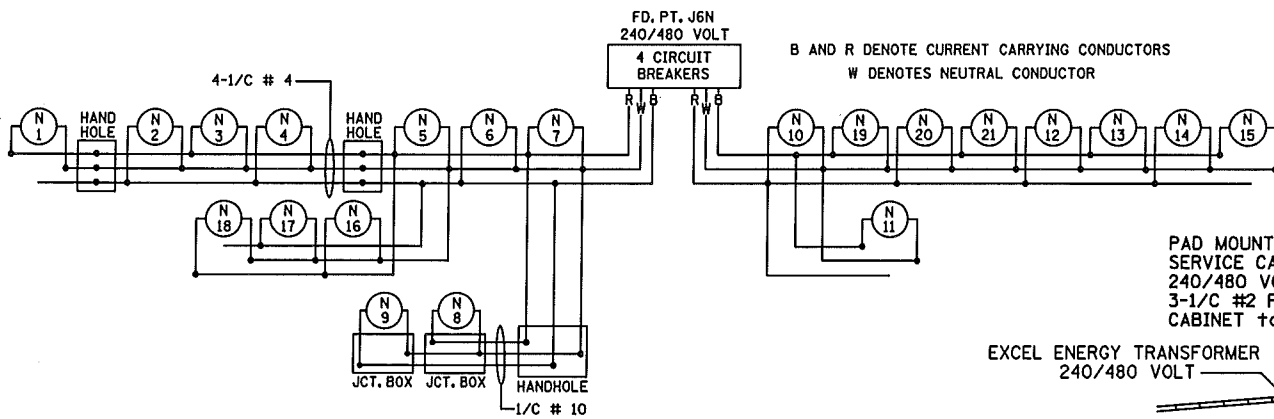 FD. PT. J6N
240/480 VOLT
4 CIRCUIT
BREAKERS
B AND R DENOTE CURRENT CARRYING CONDUCTORS
W DENOTES NEUTRAL CONDUCTOR
4-1/C # 4
R W B
R W B
N
1
HAND
HOLE
N
2
N
3
N
4
HAND
HOLE
N
5
N
6
N
7
N
10
N
19
N
20
N
21
N
12
N
13
N
14
N
15
N
18
N
17
N
16
N
11
N
9
N
8
JCT. BOX
JCT. BOX
HANDHOLE
1/C # 10
PAD MOUNT
SERVICE CA
240/480 VO
3-1/C #2 F
CABINET to
EXCEL ENERGY TRANSFORMER
240/480 VOLT